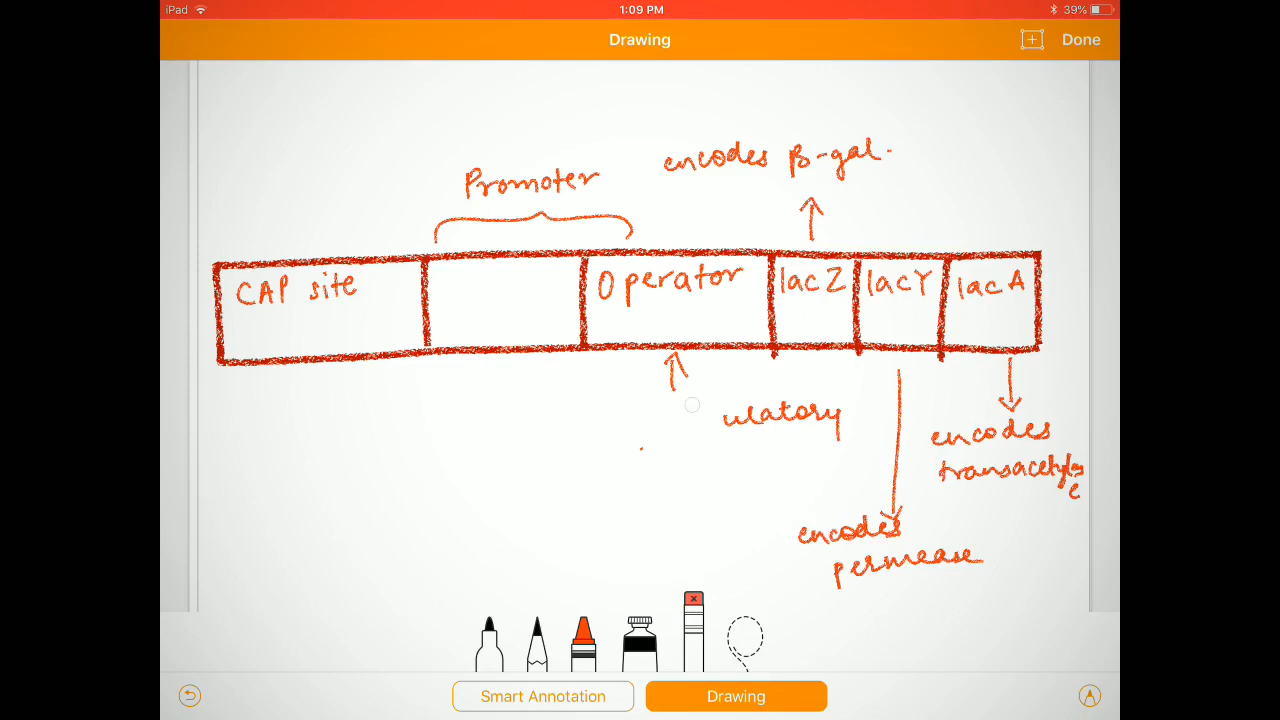 iPad
1:09 PM
39%
Drawing
Done
encodes β-gal.
Promoter
CAP site
Operator
lacZ
lacY
lacA
ulatory
encodes
transacetylase
encodes
permease
Smart Annotation
Drawing